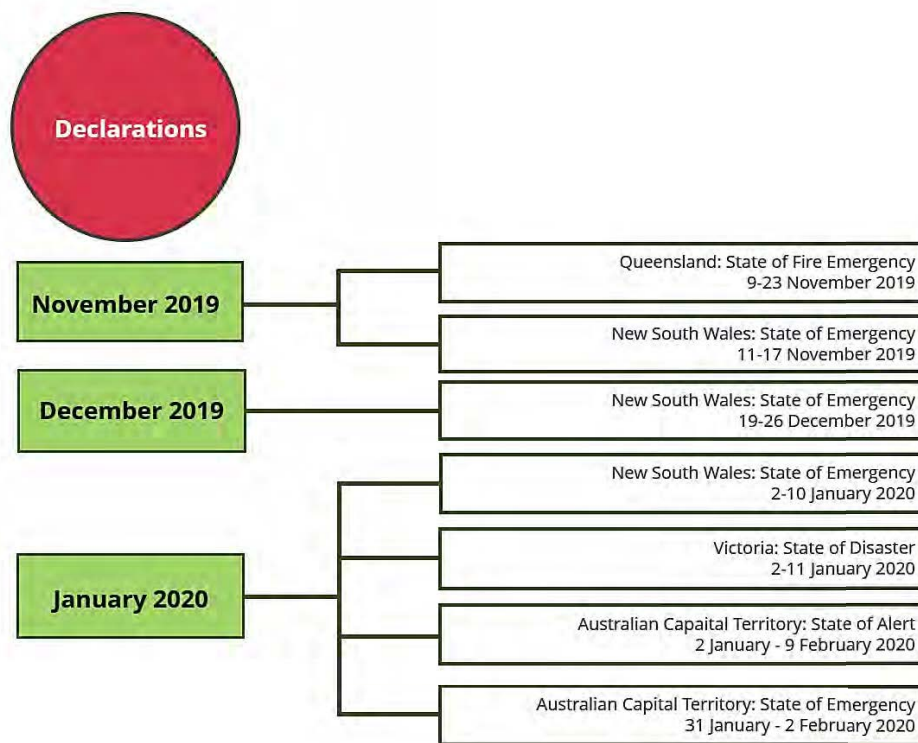 Declarations
November 2019
Queensland: State of Fire Emergency
9-23 November 2019
New South Wales: State of Emergency
11-17 November 2019
December 2019
New South Wales: State of Emergency
19-26 December 2019
January 2020
New South Wales: State of Emergency
2-10 January 2020
Victoria: State of Disaster
2-11 January 2020
Australian Capaital Territory: State of Alert
2 January - 9 February 2020
Australian Capital Territory: State of Emergency
31 January - 2 February 2020